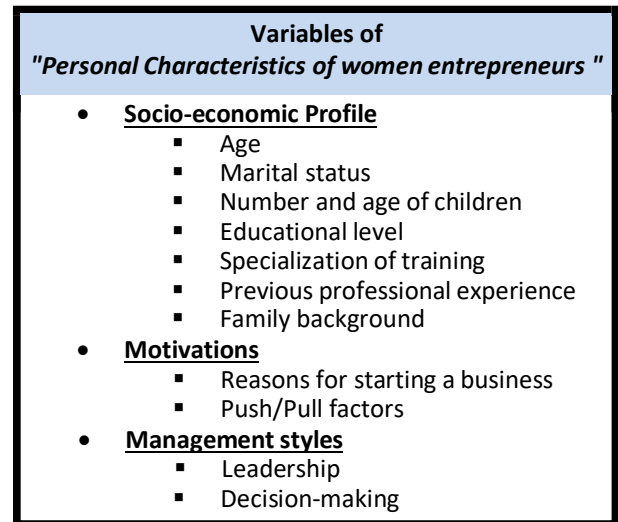 Variables of
"Personal Characteristics of women entrepreneurs "
• Socio-economic Profile
▪ Age
▪ Marital status
▪ Number and age of children
▪ Educational level
▪ Specialization of training
▪ Previous professional experience
▪ Family background
• Motivations
▪ Reasons for starting a business
▪ Push/Pull factors
• Management styles
▪ Leadership
▪ Decision-making